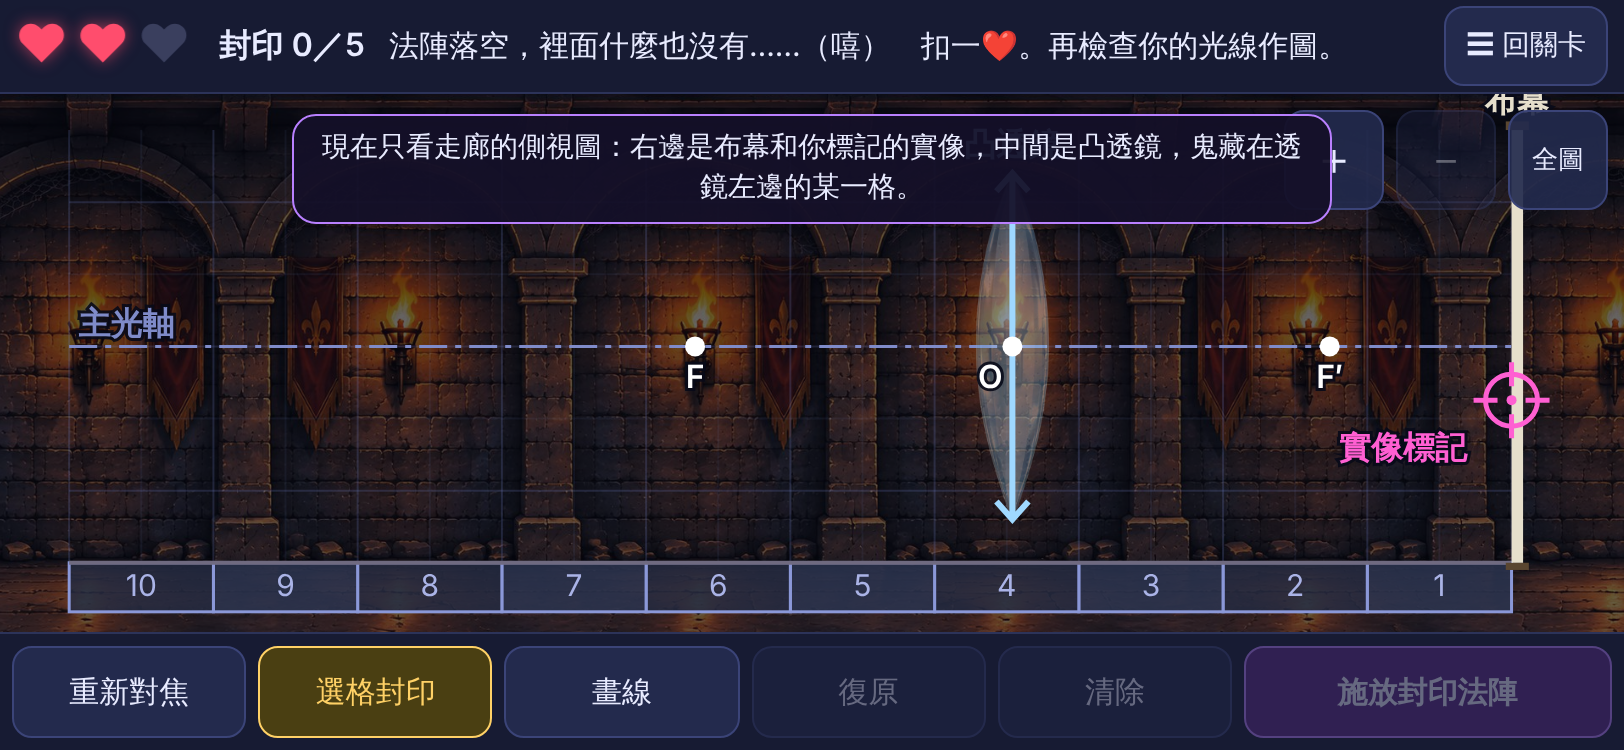 封印 0／5 法陣落空，裡面什麼也沒有……（嘻） 扣一❤️。再檢查你的光線作圖。
☰ 回關卡
布幕
現在只看走廊的側視圖：右邊是布幕和你標記的實像，中間是凸透鏡，鬼藏在透
鏡左邊的某一格。
+
−
全圖
主光軸
F
O
F′
實像標記
10 9 8 7 6 5 4 3 2 1
重新對焦
選格封印
畫線
復原
清除
施放封印法陣